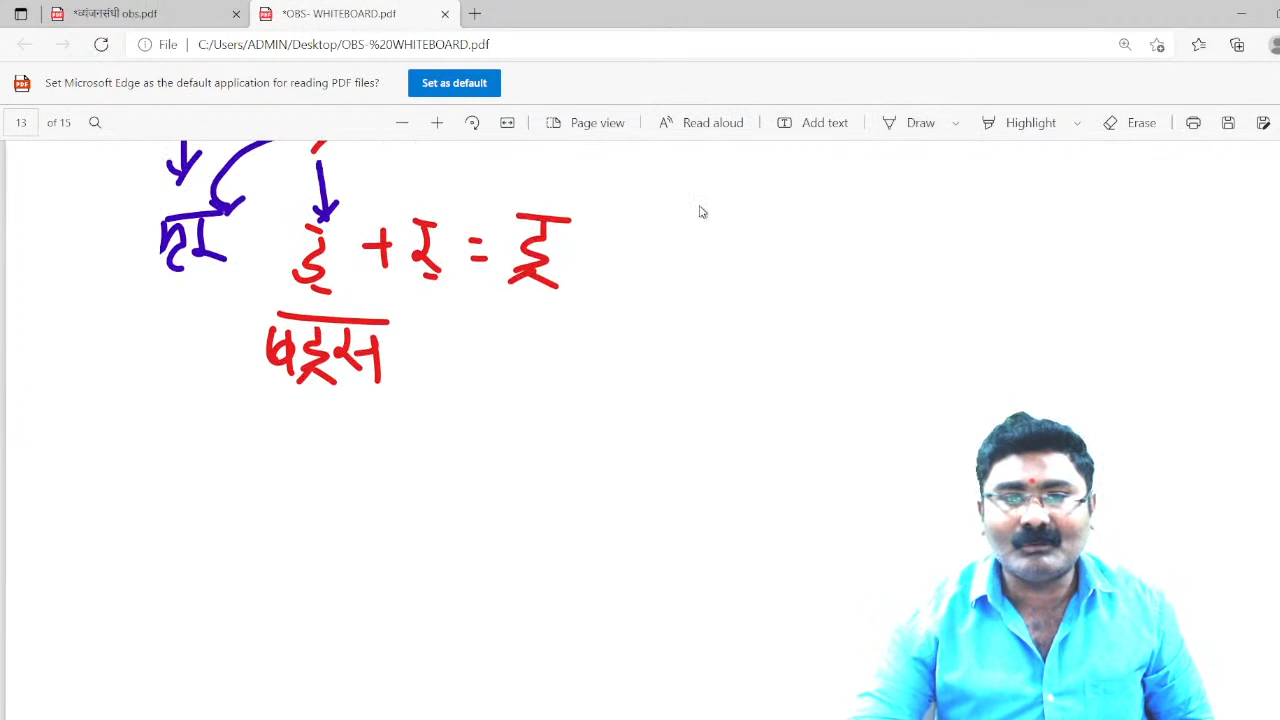 *व्यंजनसंधी obs.pdf
*OBS- WHITEBOARD.pdf
File C:/Users/ADMIN/Desktop/OBS-%20WHITEBOARD.pdf
Set Microsoft Edge as the default application for reading PDF files? Set as default
13 of 15 Page view Read aloud Add text Draw Highlight Erase
ड् + र = ड्र
षड्रस